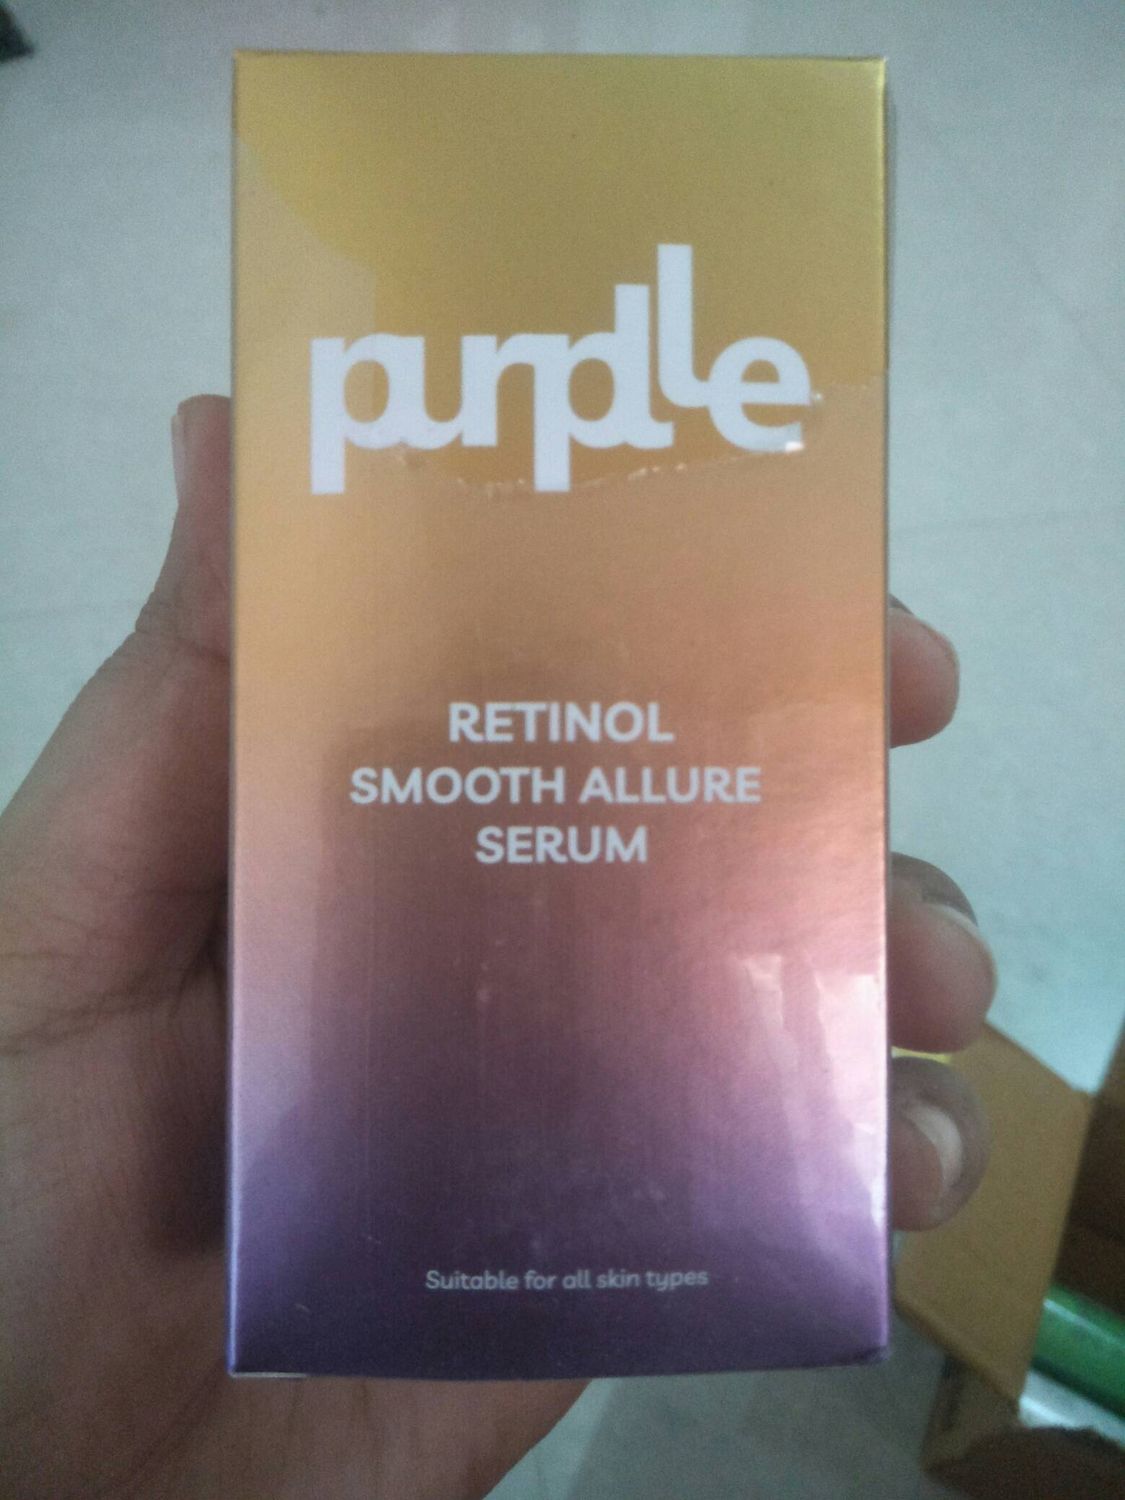 purplle
RETINOL
SMOOTH ALLURE
SERUM
Suitable for all skin types